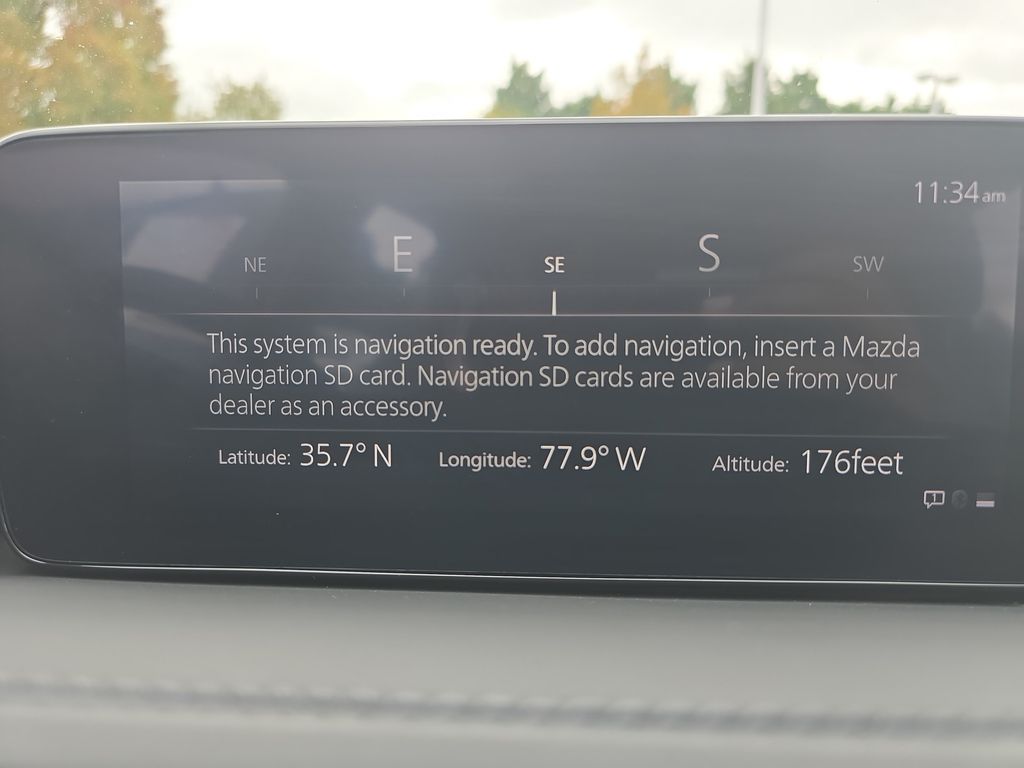 11:34am
NE E SE S SW
This system is navigation ready. To add navigation, insert a Mazda
navigation SD card. Navigation SD cards are available from your
dealer as an accessory.
Latitude: 35.7° N Longitude: 77.9° W Altitude: 176feet
1